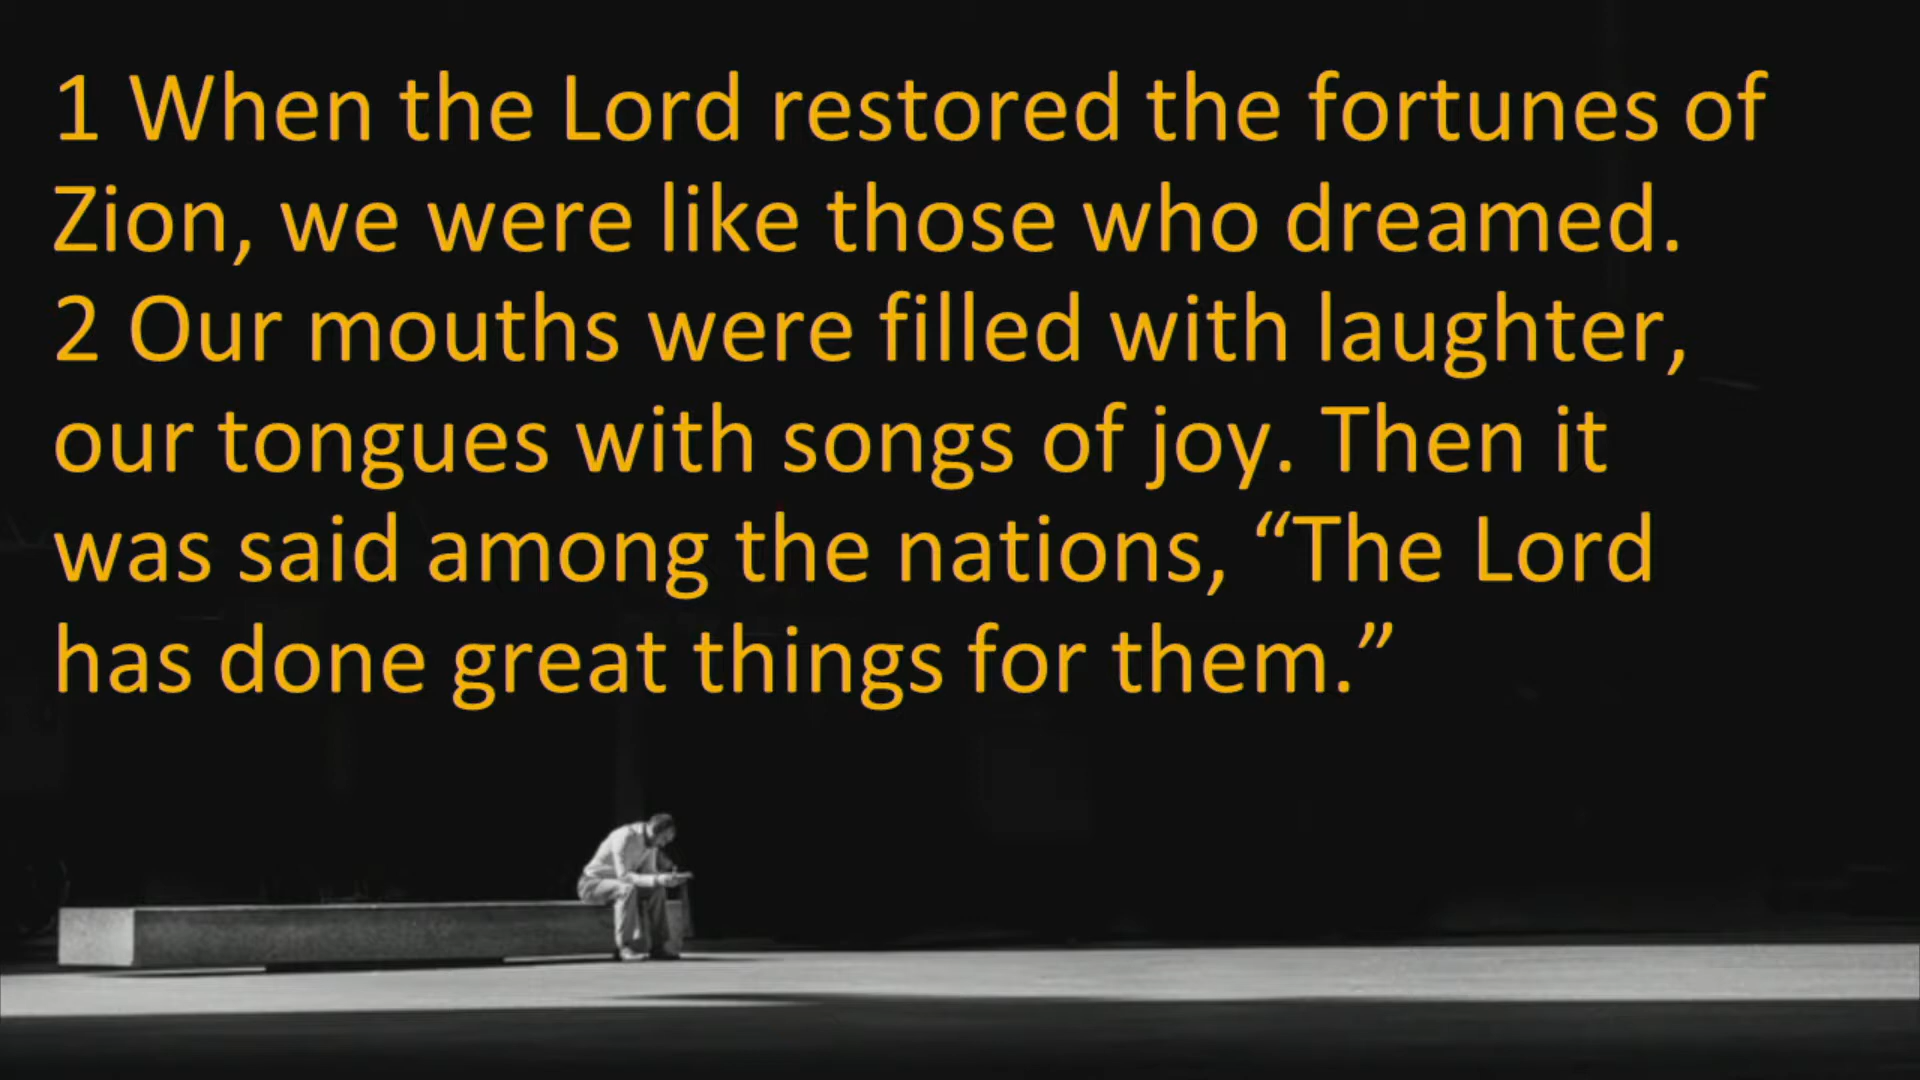 1 When the Lord restored the fortunes of
Zion, we were like those who dreamed.
2 Our mouths were filled with laughter,
our tongues with songs of joy. Then it
was said among the nations, “The Lord
has done great things for them.”